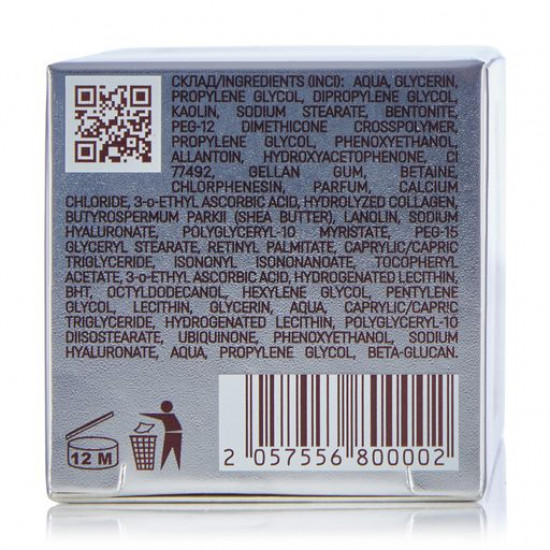 СКЛАД/INGREDIENTS (INCI): AQUA, GLYCERIN,
PROPYLENE GLYCOL, DIPROPYLENE GLYCOL,
KAOLIN, SODIUM STEARATE, BENTONITE,
PEG-12 DIMETHICONE CROSSPOLYMER,
PROPYLENE GLYCOL, PHENOXYETHANOL,
ALLANTOIN, HYDROXYACETOPHENONE, CI
77492, GELLAN GUM, BETAINE,
CHLORPHENESIN, PARFUM, CALCIUM
CHLORIDE, 3-o-ETHYL ASCORBIC ACID, HYDROLYZED COLLAGEN,
BUTYROSPERMUM PARKII (SHEA BUTTER), LANOLIN, SODIUM
HYALURONATE, POLYGLYCERYL-10 MYRISTATE, PEG-15
GLYCERYL STEARATE, RETINYL PALMITATE, CAPRYLIC/CAPRIC
TRIGLYCERIDE, ISONONYL ISONONANOATE, TOCOPHERYL
ACETATE, 3-o-ETHYL ASCORBIC ACID, HYDROGENATED LECITHIN,
BHT, OCTYLDODECANOL, HEXYLENE GLYCOL, PENTYLENE
GLYCOL, LECITHIN, GLYCERIN, AQUA, CAPRYLIC/CAPRIC
TRIGLYCERIDE, HYDROGENATED LECITHIN, POLYGLYCERYL-10
DIISOSTEARATE, UBIQUINONE, PHENOXYETHANOL, SODIUM
HYALURONATE, AQUA, PROPYLENE GLYCOL, BETA-GLUCAN.
12 M
2 057556 800002